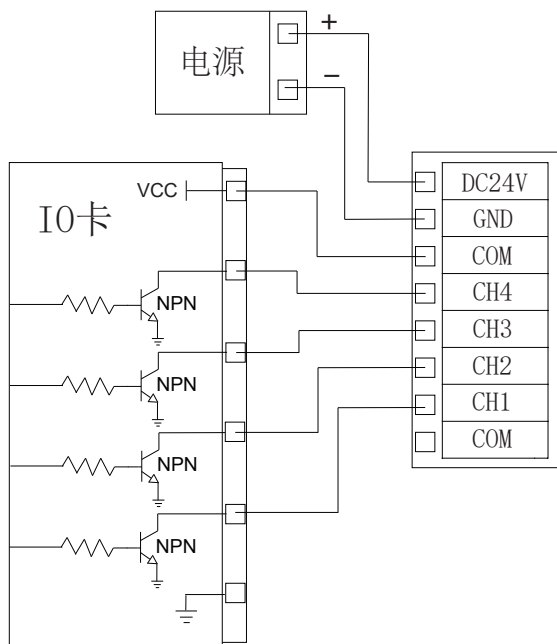 电源
+
−
VCC
IO卡
NPN
NPN
NPN
NPN
DC24V
GND
COM
CH4
CH3
CH2
CH1
COM